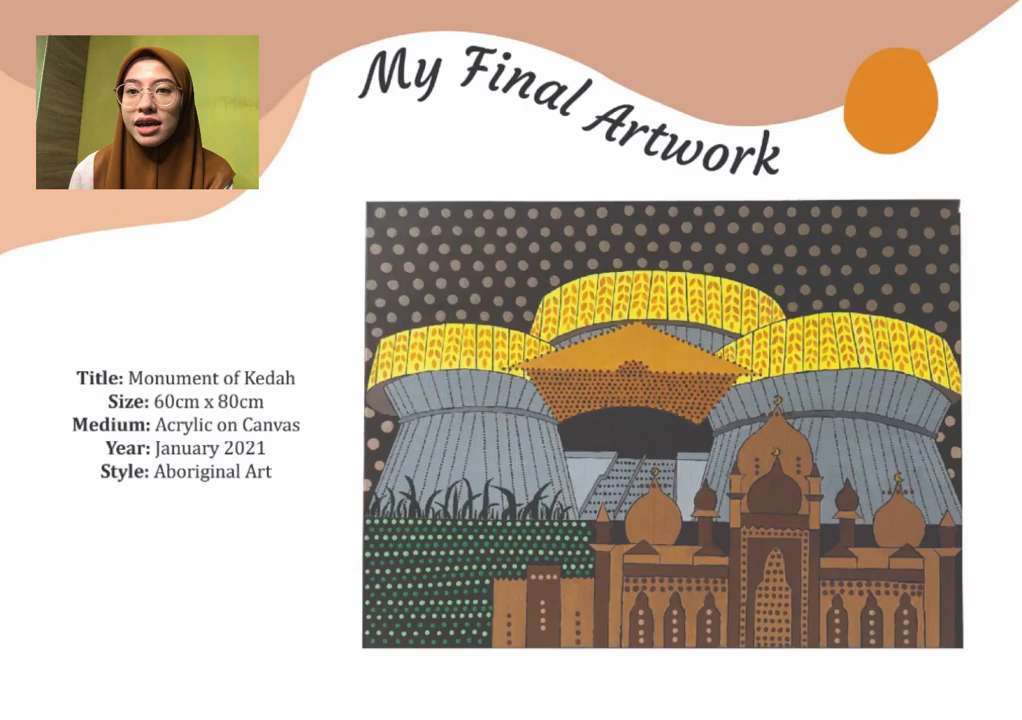 My Final Artwork
Title: Monument of Kedah
Size: 60cm x 80cm
Medium: Acrylic on Canvas
Year: January 2021
Style: Aboriginal Art